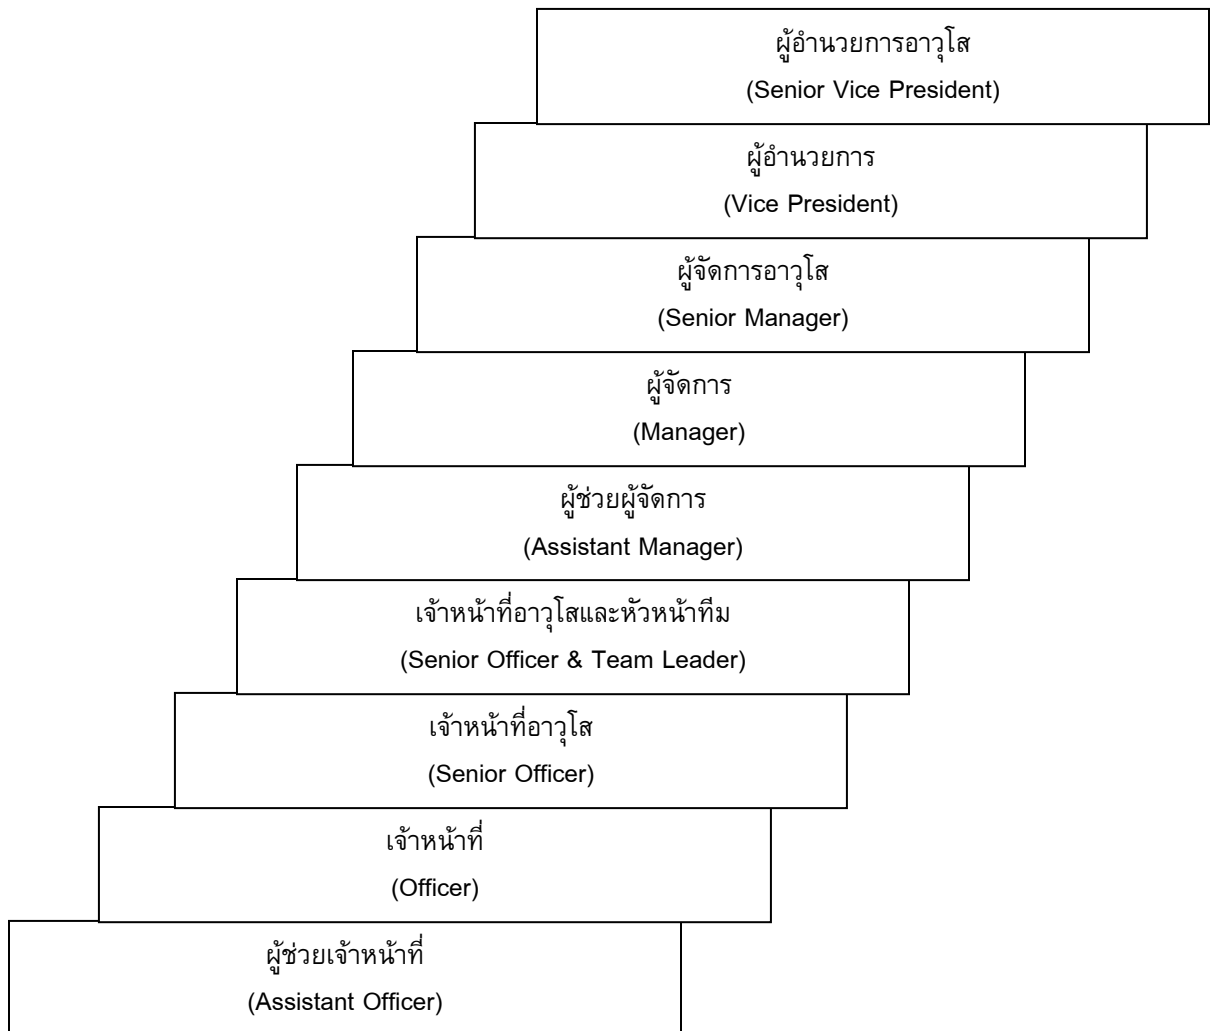 ผู้อำนวยการอาวุโส
(Senior Vice President)
ผู้อำนวยการ
(Vice President)
ผู้จัดการอาวุโส
(Senior Manager)
ผู้จัดการ
(Manager)
ผู้ช่วยผู้จัดการ
(Assistant Manager)
เจ้าหน้าที่อาวุโสและหัวหน้าทีม
(Senior Officer & Team Leader)
เจ้าหน้าที่อาวุโส
(Senior Officer)
เจ้าหน้าที่
(Officer)
ผู้ช่วยเจ้าหน้าที่
(Assistant Officer)